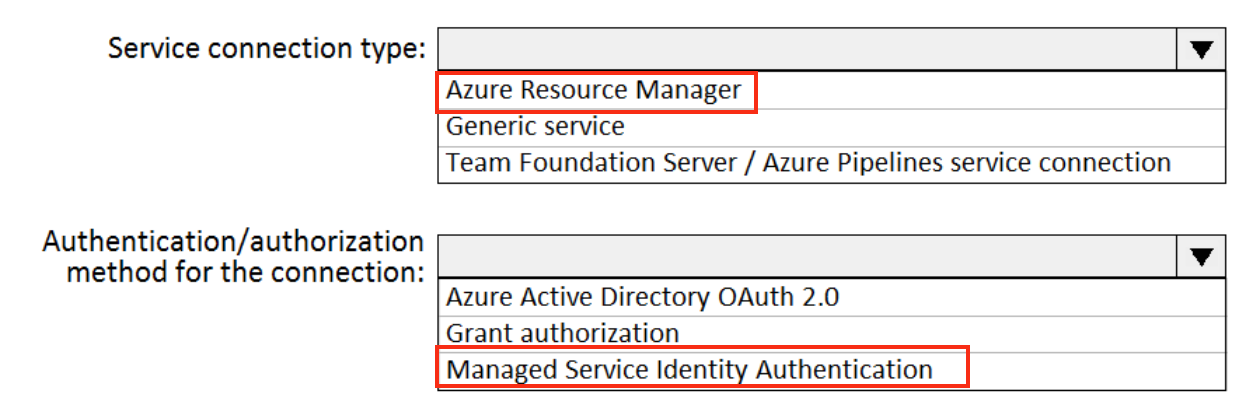 Service connection type:
Azure Resource Manager
Generic service
Team Foundation Server / Azure Pipelines service connection
Authentication/authorization
method for the connection:
Azure Active Directory OAuth 2.0
Grant authorization
Managed Service Identity Authentication